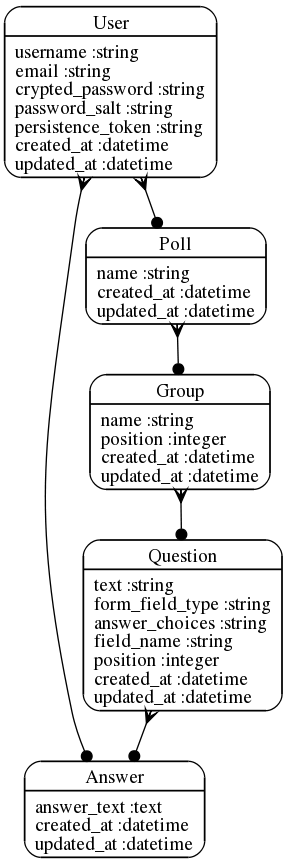 User
username :string
email :string
crypted_password :string
password_salt :string
persistence_token :string
created_at :datetime
updated_at :datetime
Poll
name :string
created_at :datetime
updated_at :datetime
Group
name :string
position :integer
created_at :datetime
updated_at :datetime
Question
text :string
form_field_type :string
answer_choices :string
field_name :string
position :integer
created_at :datetime
updated_at :datetime
Answer
answer_text :text
created_at :datetime
updated_at :datetime